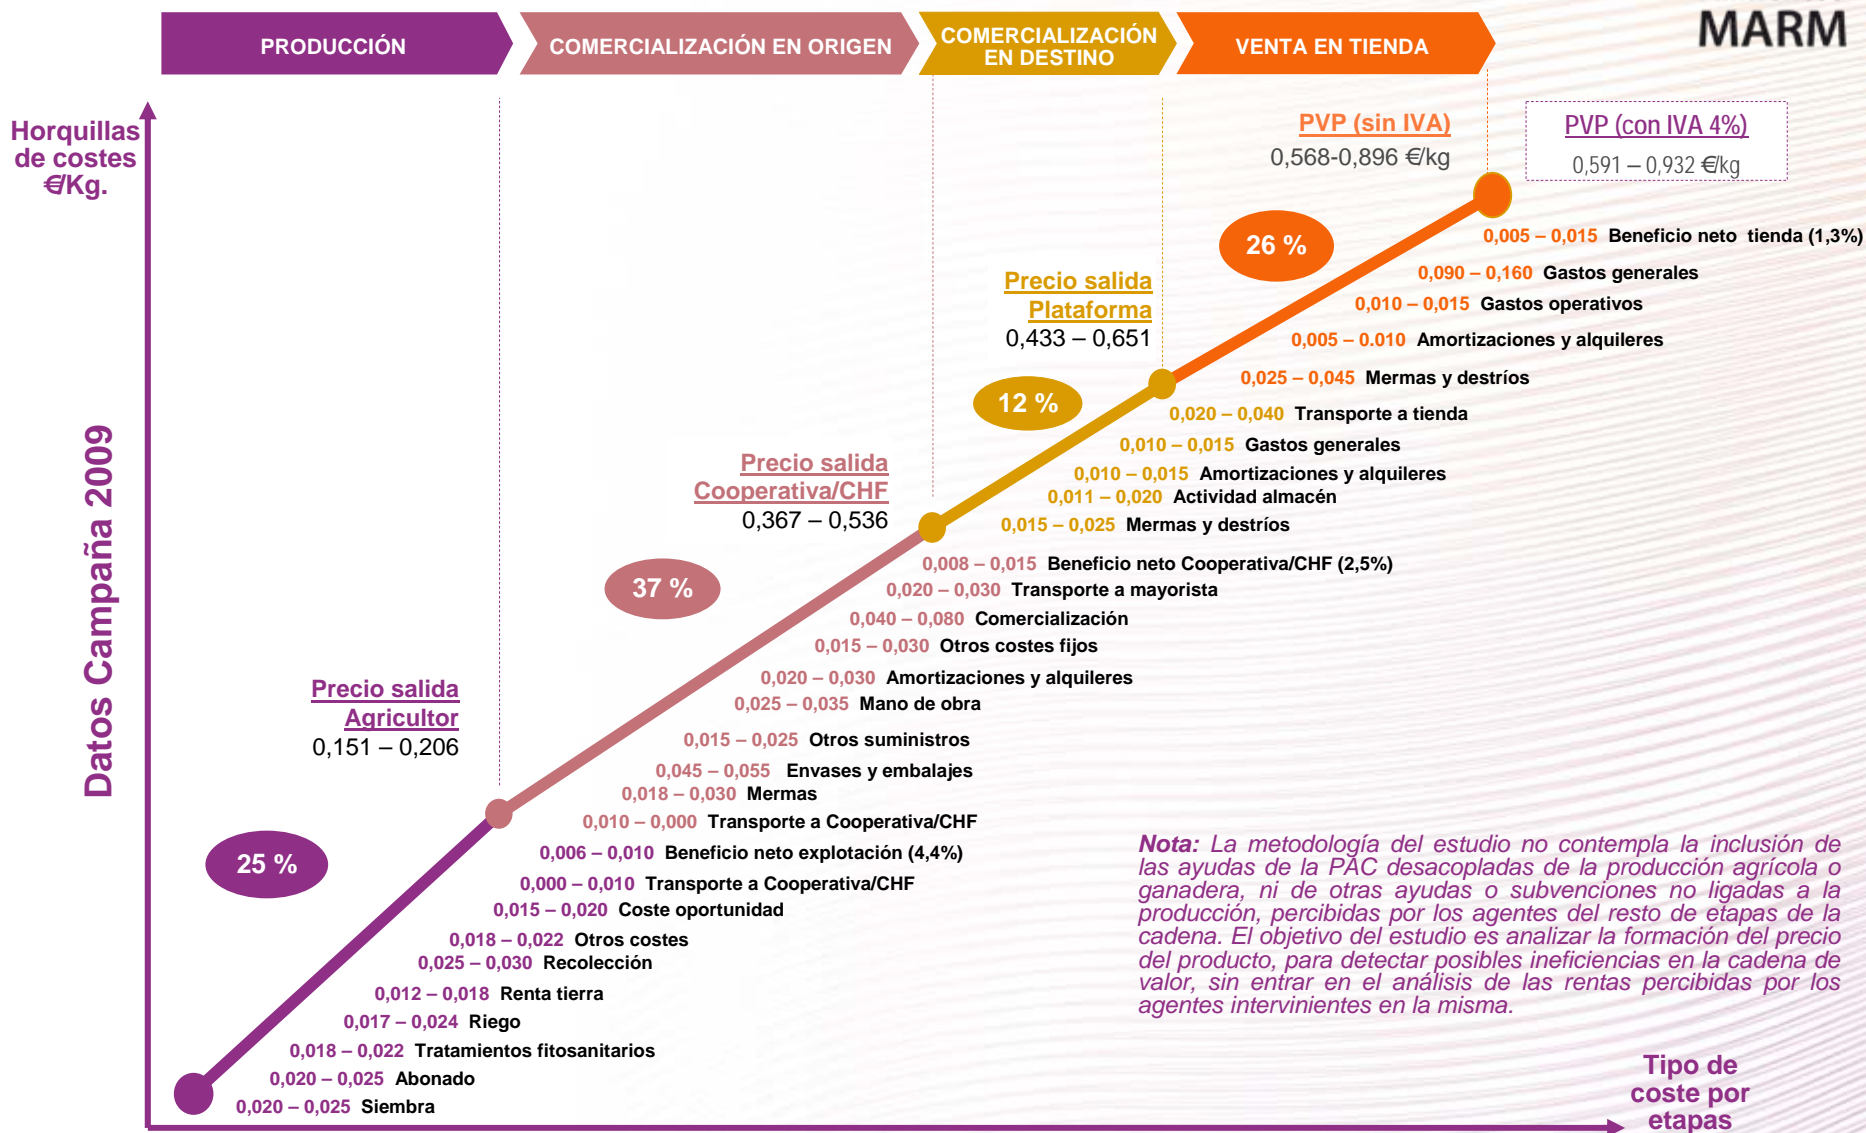 MARM
PRODUCCIÓN
COMERCIALIZACIÓN EN ORIGEN
COMERCIALIZACIÓN
EN DESTINO
VENTA EN TIENDA
Horquillas
de costes
€/Kg.
Datos Campaña 2009
PVP (sin IVA)
0,568-0,896 €/kg
PVP (con IVA 4%)
0,591 – 0,932 €/kg
26 %
0,005 – 0,015 Beneficio neto tienda (1,3%)
0,090 – 0,160 Gastos generales
0,010 – 0,015 Gastos operativos
0,005 – 0.010 Amortizaciones y alquileres
0,025 – 0,045 Mermas y destríos
Precio salida
Plataforma
0,433 – 0,651
12 %
0,020 – 0,040 Transporte a tienda
0,010 – 0,015 Gastos generales
0,010 – 0,015 Amortizaciones y alquileres
0,011 – 0,020 Actividad almacén
0,015 – 0,025 Mermas y destríos
Precio salida
Cooperativa/CHF
0,367 – 0,536
37 %
0,008 – 0,015 Beneficio neto Cooperativa/CHF (2,5%)
0,020 – 0,030 Transporte a mayorista
0,040 – 0,080 Comercialización
0,015 – 0,030 Otros costes fijos
0,020 – 0,030 Amortizaciones y alquileres
0,025 – 0,035 Mano de obra
0,015 – 0,025 Otros suministros
0,045 – 0,055 Envases y embalajes
0,018 – 0,030 Mermas
0,010 – 0,000 Transporte a Cooperativa/CHF
Precio salida
Agricultor
0,151 – 0,206
25 %
0,006 – 0,010 Beneficio neto explotación (4,4%)
0,000 – 0,010 Transporte a Cooperativa/CHF
0,015 – 0,020 Coste oportunidad
0,018 – 0,022 Otros costes
0,025 – 0,030 Recolección
0,012 – 0,018 Renta tierra
0,017 – 0,024 Riego
0,018 – 0,022 Tratamientos fitosanitarios
0,020 – 0,025 Abonado
0,020 – 0,025 Siembra
Nota: La metodología del estudio no contempla la inclusión de
las ayudas de la PAC desacopladas de la producción agrícola o
ganadera, ni de otras ayudas o subvenciones no ligadas a la
producción, percibidas por los agentes del resto de etapas de la
cadena. El objetivo del estudio es analizar la formación del precio
del producto, para detectar posibles ineficiencias en la cadena de
valor, sin entrar en el análisis de las rentas percibidas por los
agentes intervinientes en la misma.
Tipo de
coste por
etapas